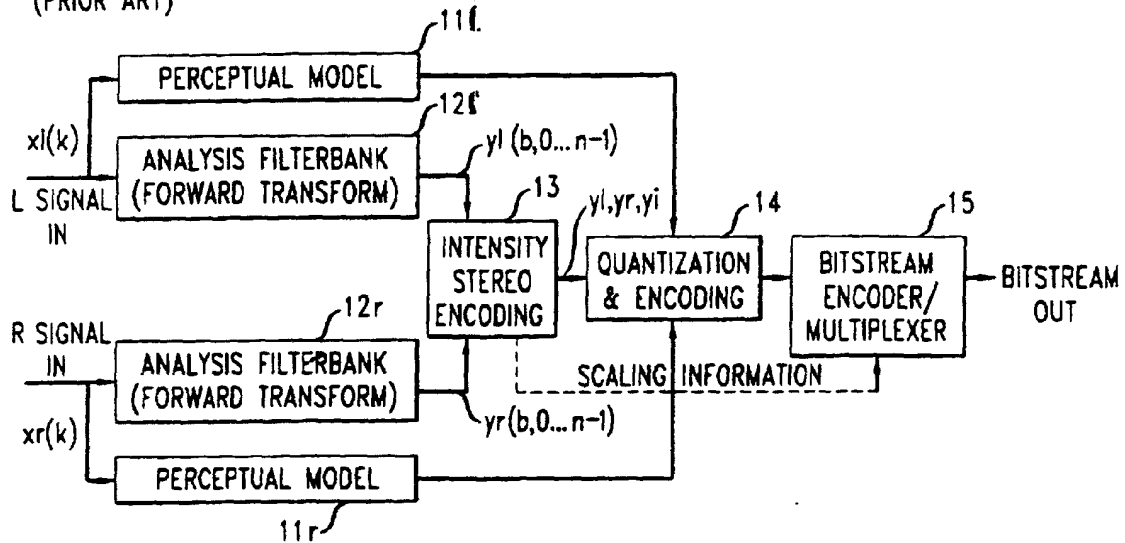 (PRIOR ART)
11l
PERCEPTUAL MODEL
12l
xl(k)
ANALYSIS FILTERBANK
(FORWARD TRANSFORM)
yl (b,0...n-1)
L SIGNAL
IN
13
INTENSITY
STEREO
ENCODING
yl,yr,yi
14
QUANTIZATION
& ENCODING
15
BITSTREAM
ENCODER/
MULTIPLEXER
BITSTREAM
OUT
R SIGNAL
IN
12r
ANALYSIS FILTERBANK
(FORWARD TRANSFORM)
SCALING INFORMATION
yr(b,0...n-1)
xr(k)
PERCEPTUAL MODEL
11r